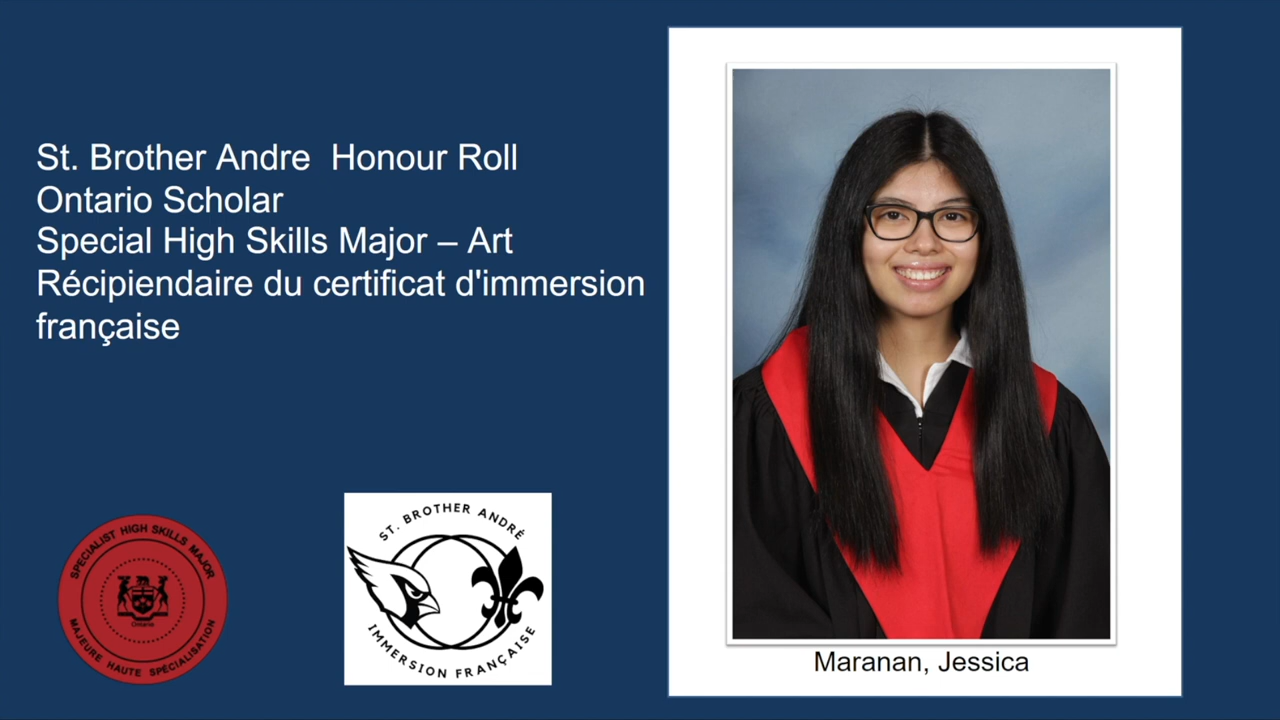 St. Brother Andre  Honour Roll
Ontario Scholar
Special High Skills Major – Art
Récipiendaire du certificat d'immersion
française
SPECIALIST HIGH SKILLS MAJOR
Ontario
MAJEURE HAUTE SPÉCIALISATION
ST. BROTHER ANDRÉ
IMMERSION FRANÇAISE
Maranan, Jessica